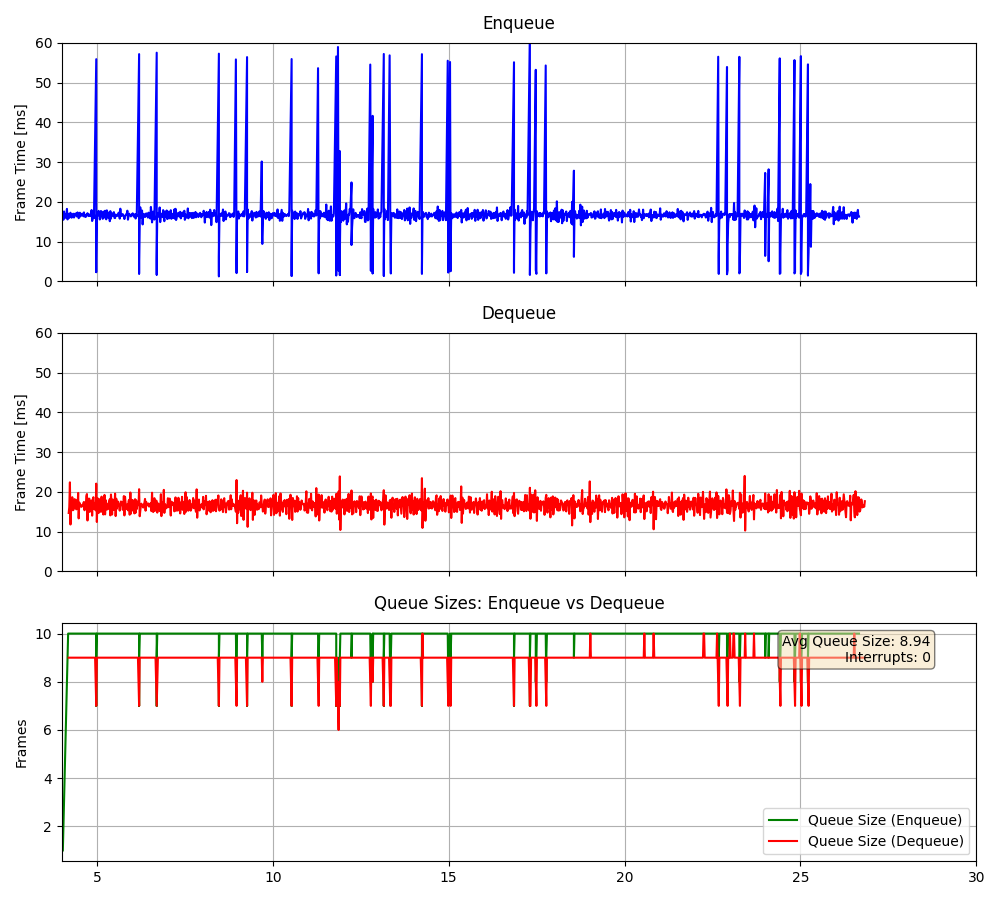 Enqueue
Frame Time [ms]
60
50
40
30
20
10
0
Dequeue
Frame Time [ms]
60
50
40
30
20
10
0
Queue Sizes: Enqueue vs Dequeue
Frames
10
8
6
4
2
Avg Queue Size: 8.94
Interrupts: 0
Queue Size (Enqueue)
Queue Size (Dequeue)
5 10 15 20 25 30